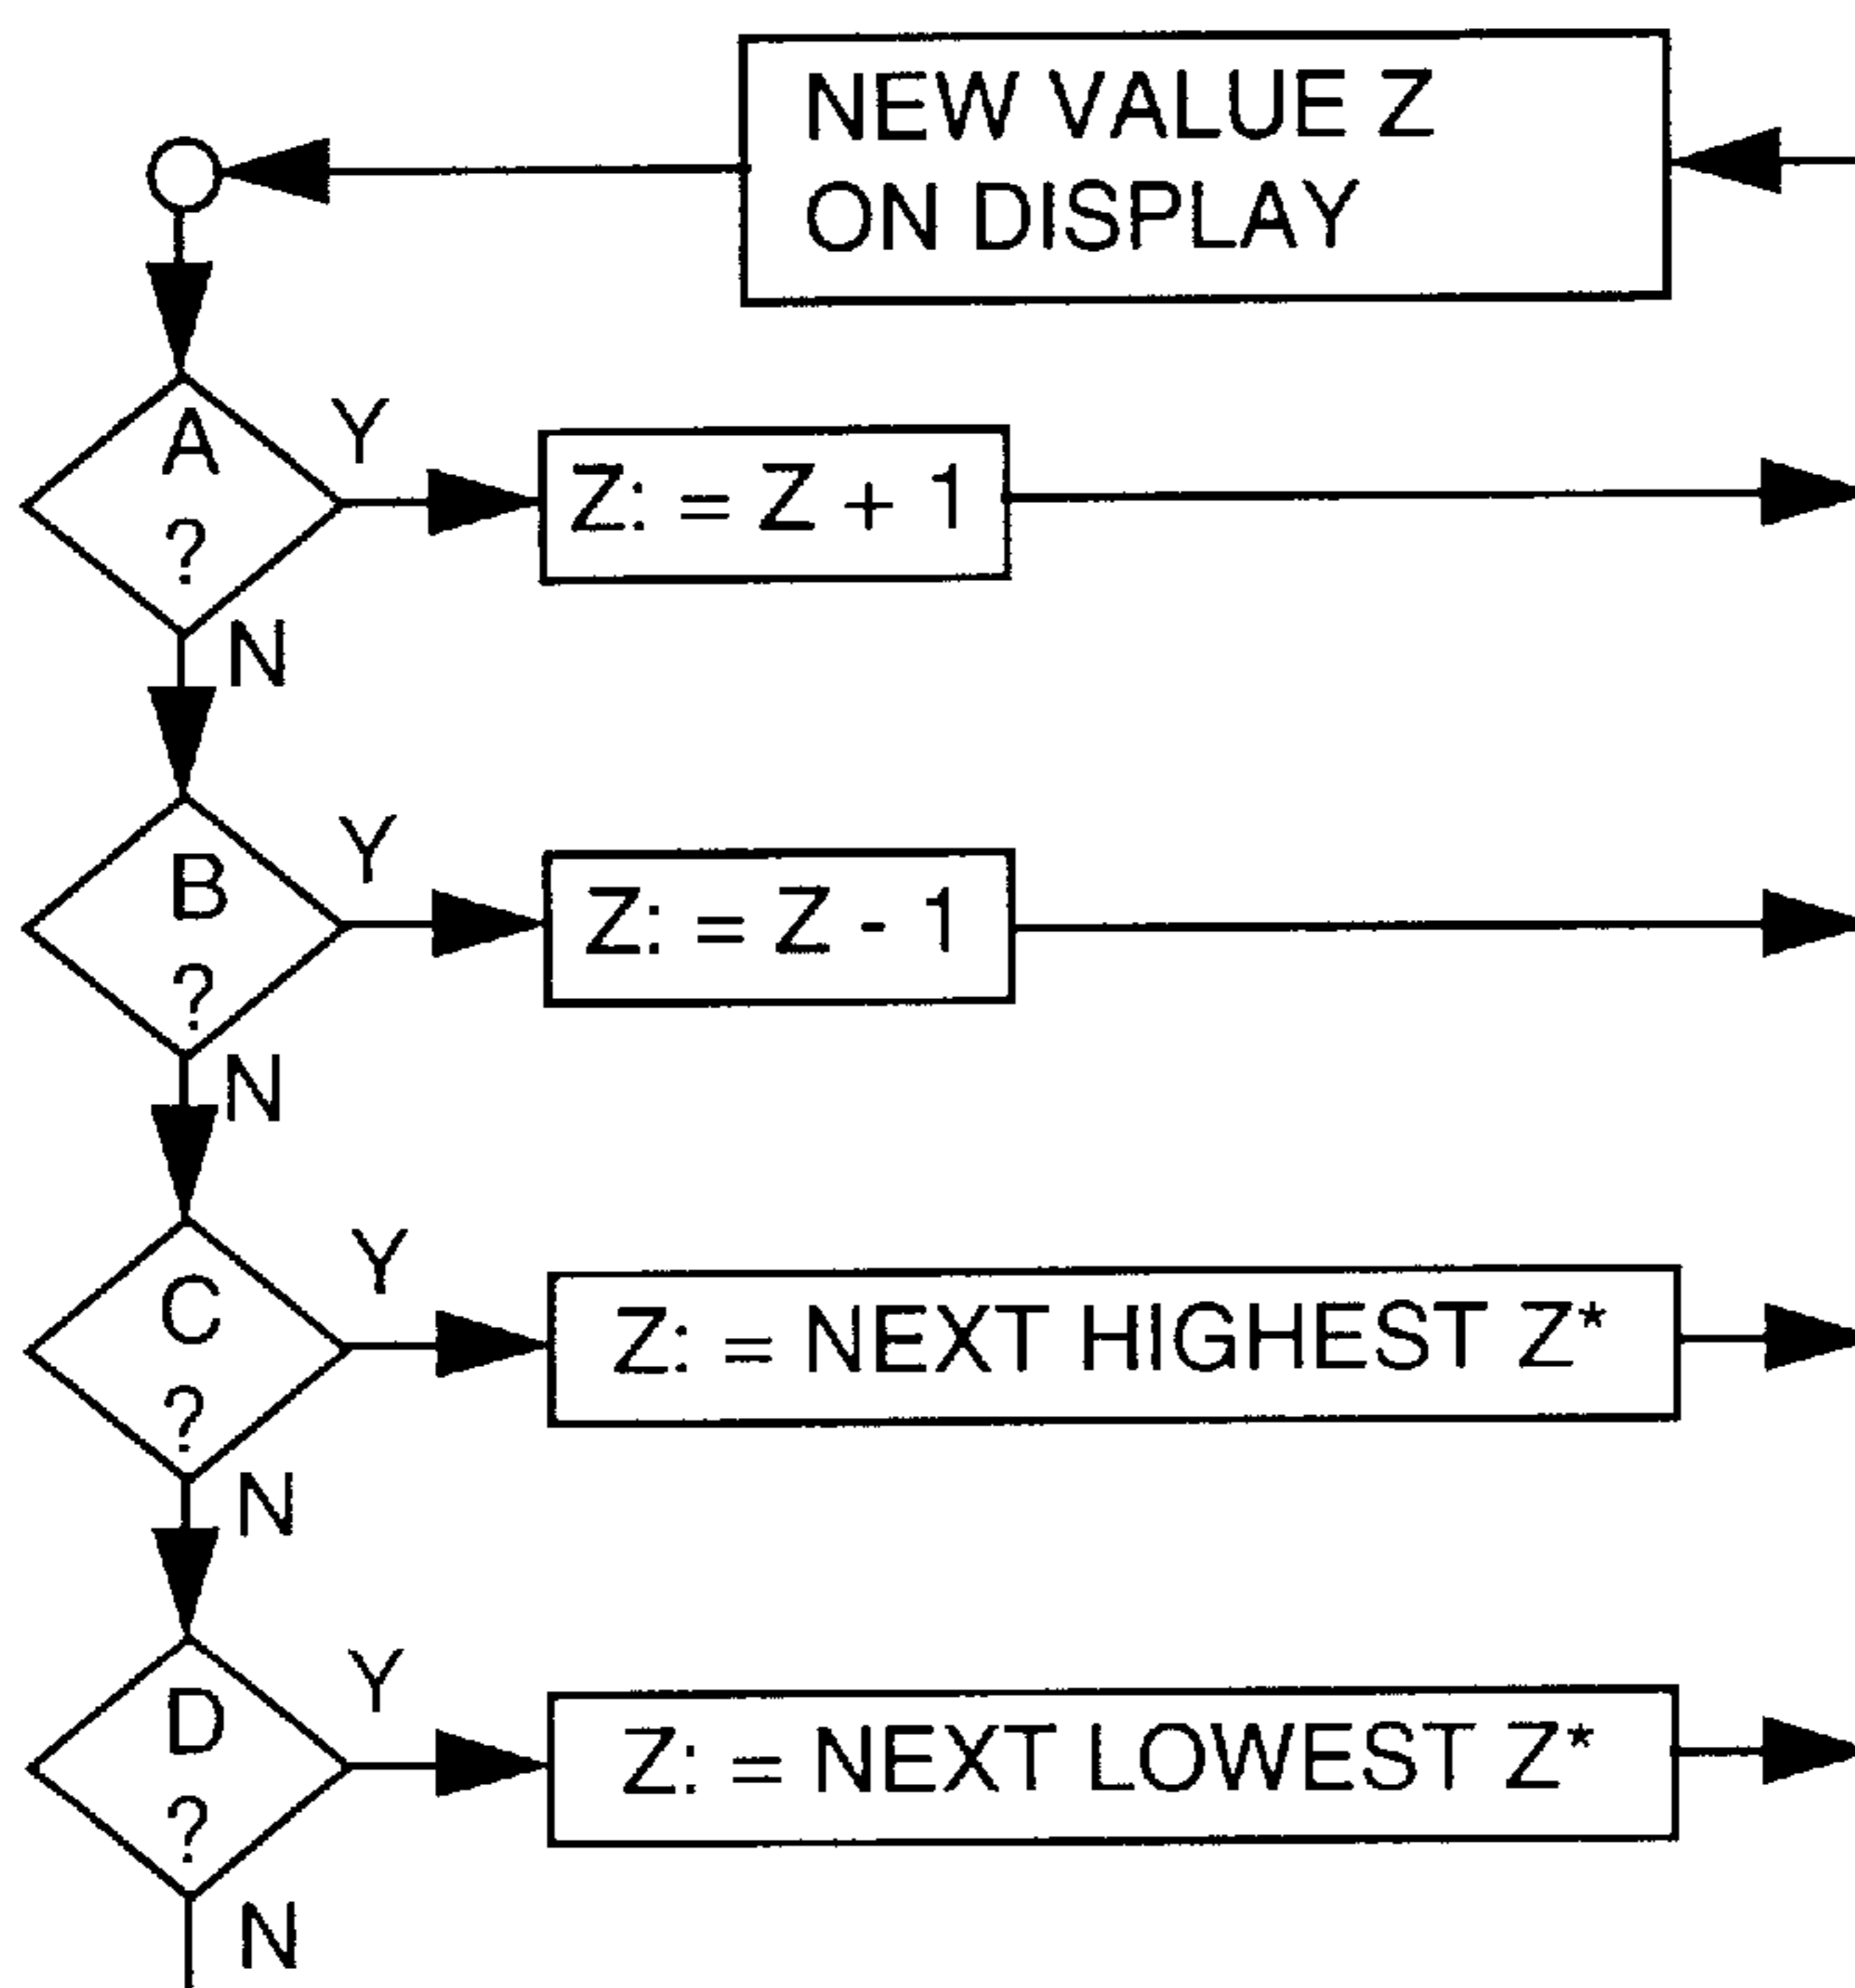 NEW VALUE Z
ON DISPLAY
A
?
Y
Z: = Z + 1
N
B
?
Y
Z: = Z - 1
N
C
?
Y
Z: = NEXT HIGHEST Z*
N
D
?
Y
Z: = NEXT LOWEST Z*
N